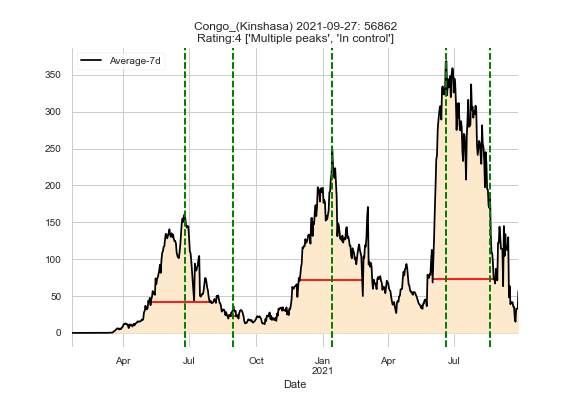 Congo_(Kinshasa) 2021-09-27: 56862
Rating:4 ['Multiple peaks', 'In control']
Average-7d
350
300
250
200
150
100
50
0
Apr
Jul
Oct
Jan
2021
Apr
Jul
Date